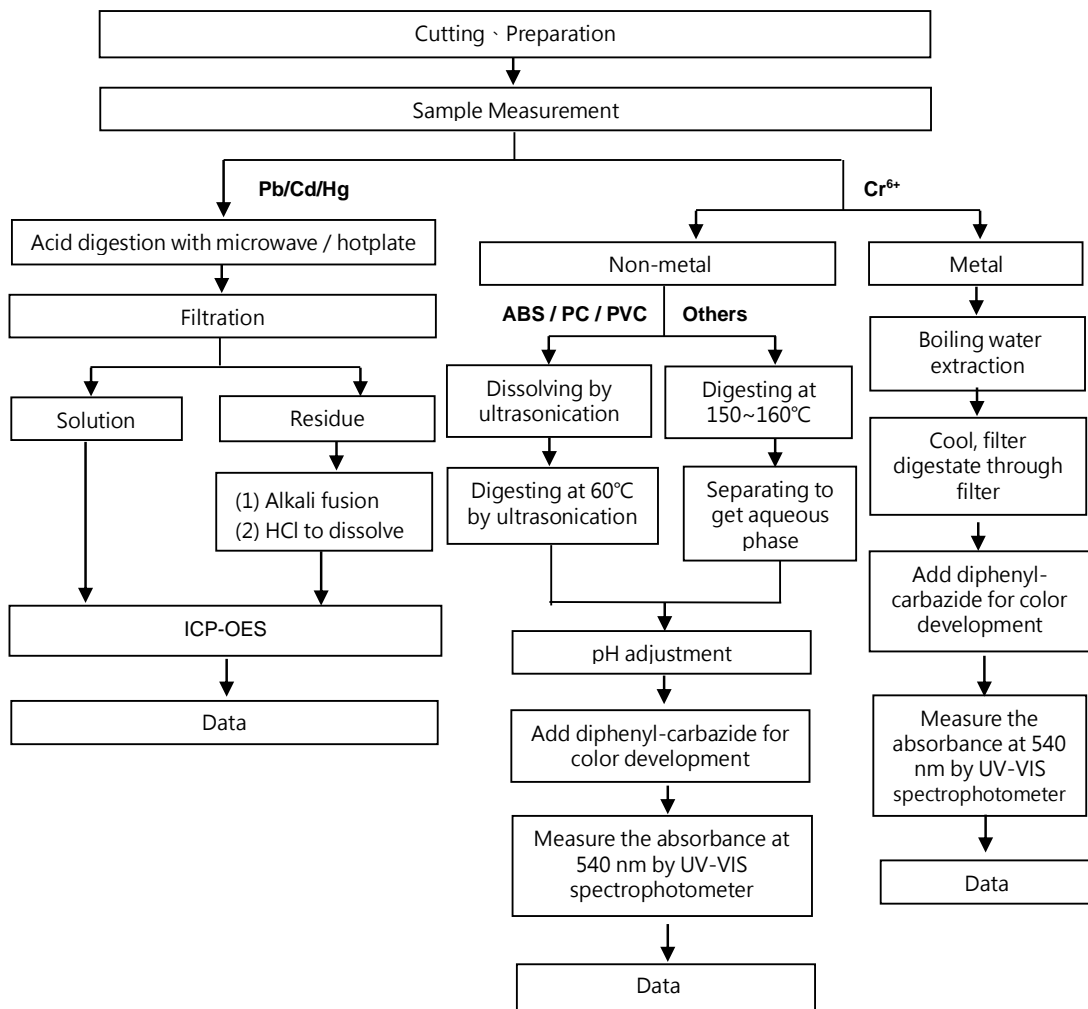 Cutting、Preparation
Sample Measurement
Pb/Cd/Hg
Cr⁶⁺
Acid digestion with microwave / hotplate
Filtration
Solution
Residue
(1) Alkali fusion
(2) HCl to dissolve
ICP-OES
Data
Non-metal
ABS / PC / PVC
Others
Dissolving by
ultrasonication
Digesting at 60℃
by ultrasonication
Digesting at
150~160℃
Separating to
get aqueous
phase
pH adjustment
Add diphenyl-carbazide for
color development
Measure the absorbance at
540 nm by UV-VIS
spectrophotometer
Data
Metal
Boiling water
extraction
Cool, filter
digestate through
filter
Add diphenyl-
carbazide for color
development
Measure the
absorbance at 540
nm by UV-VIS
spectrophotometer
Data